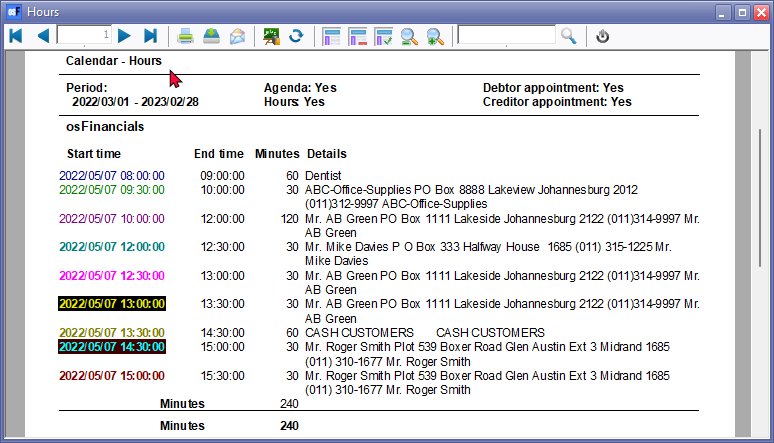 Hours
1
Calendar - Hours
Period: Agenda: Yes Debtor appointment: Yes
2022/03/01 - 2023/02/28 Hours: Yes Creditor appointment: Yes
osFinancials
Start time End time Minutes Details
2022/05/07 08:00:00 09:00:00 60 Dentist
2022/05/07 09:30:00 10:00:00 30 ABC-Office-Supplies PO Box 8888 Lakeview Johannesburg 2012
(011)312-9997 ABC-Office-Supplies
2022/05/07 10:00:00 12:00:00 120 Mr. AB Green PO Box 1111 Lakeside Johannesburg 2122 (011)314-9997 Mr.
AB Green
2022/05/07 12:00:00 12:30:00 30 Mr. Mike Davies P O Box 333 Halfway House 1685 (011) 315-1225 Mr.
Mike Davies
2022/05/07 12:30:00 13:00:00 30 Mr. AB Green PO Box 1111 Lakeside Johannesburg 2122 (011)314-9997 Mr.
AB Green
2022/05/07 13:00:00 13:30:00 30 Mr. AB Green PO Box 1111 Lakeside Johannesburg 2122 (011)314-9997 Mr.
AB Green
2022/05/07 13:30:00 14:30:00 60 CASH CUSTOMERS CASH CUSTOMERS
2022/05/07 14:30:00 15:00:00 30 Mr. Roger Smith Plot 539 Boxer Road Glen Austin Ext 3 Midrand 1685
(011) 310-1677 Mr. Roger Smith
2022/05/07 15:00:00 15:30:00 30 Mr. Roger Smith Plot 539 Boxer Road Glen Austin Ext 3 Midrand 1685
(011) 310-1677 Mr. Roger Smith
Minutes 240
Minutes 240